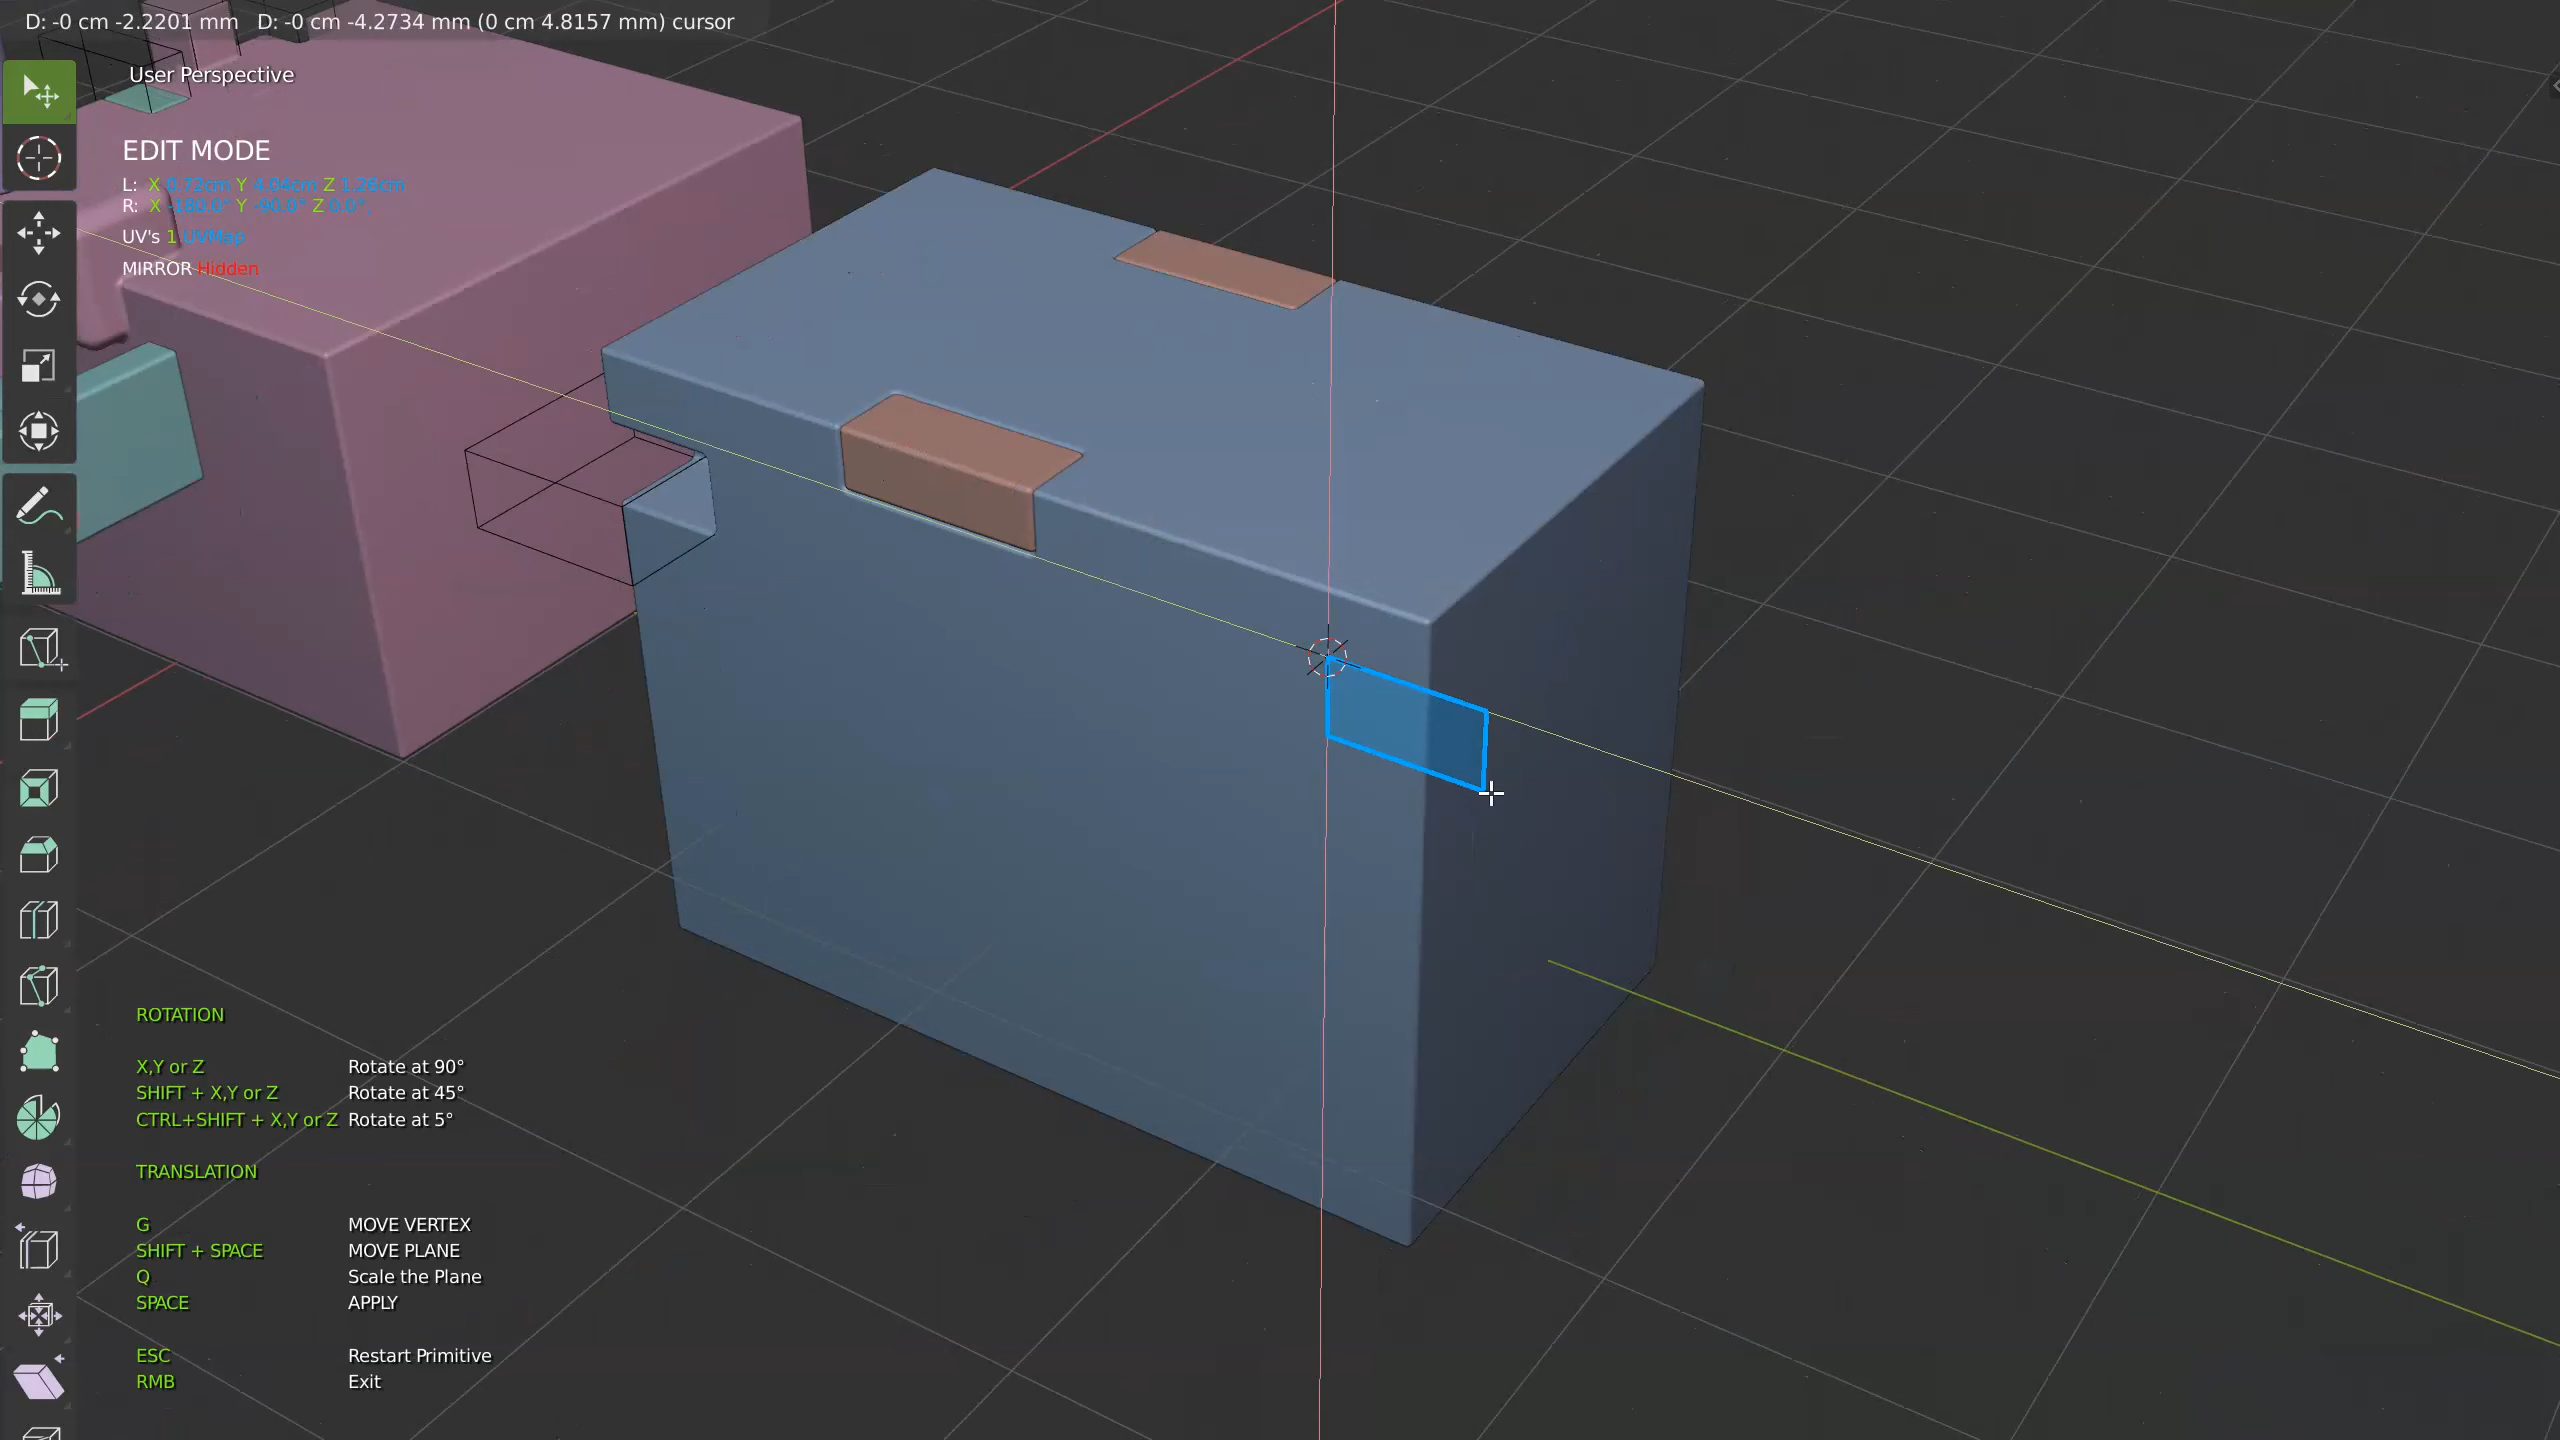 D: -0 cm -2.2201 mm   D: -0 cm -4.2734 mm (0 cm 4.8157 mm) cursor
User Perspective
EDIT MODE
L: X 0.72cm Y 4.04cm Z 1.26cm
R: X -180.0° Y -90.0° Z 0.0°,
UV's 1 UVMap
MIRROR Hidden
ROTATION
X,Y or Z Rotate at 90°
SHIFT + X,Y or Z Rotate at 45°
CTRL+SHIFT + X,Y or Z Rotate at 5°
TRANSLATION
G MOVE VERTEX
SHIFT + SPACE MOVE PLANE
Q Scale the Plane
SPACE APPLY
ESC Restart Primitive
RMB Exit